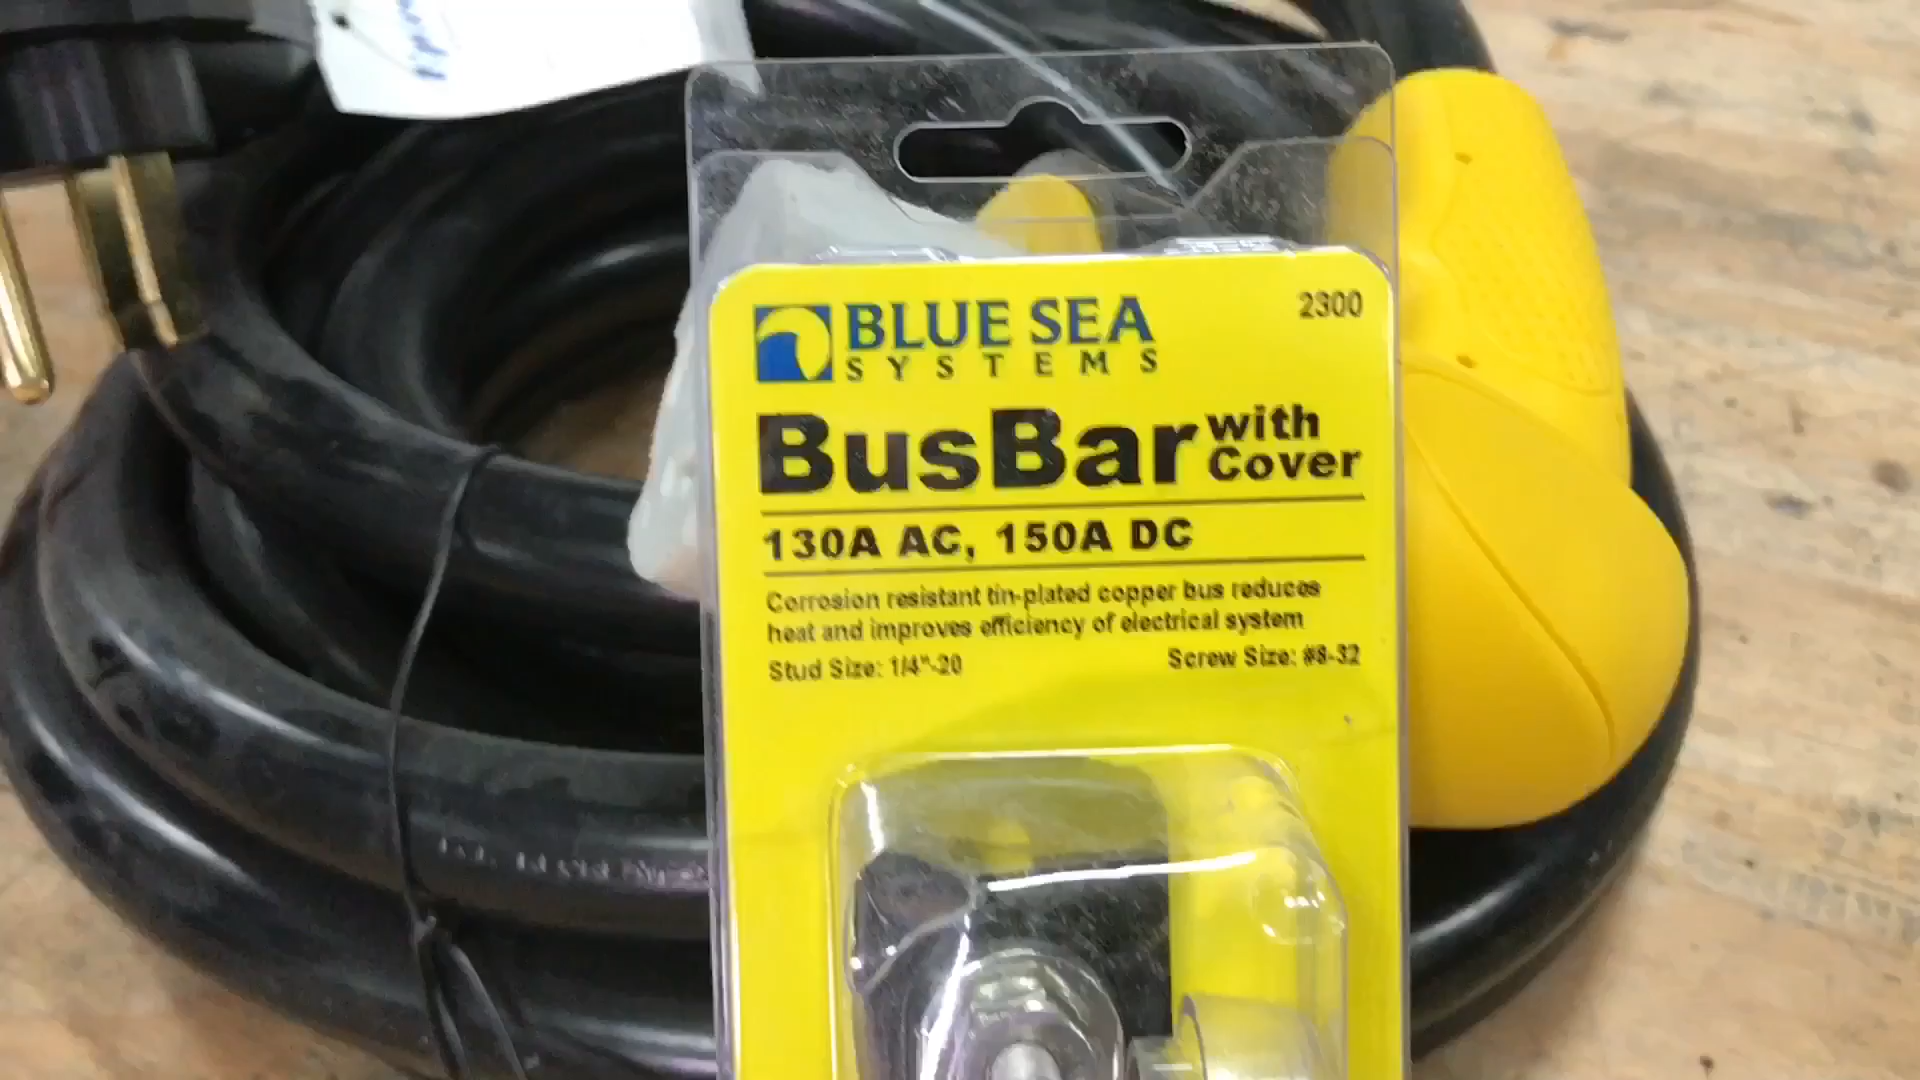 2300
BLUE SEA
SYSTEMS
BusBar with Cover
130A AC, 150A DC
Corrosion resistant tin-plated copper bus reduces
heat and improves efficiency of electrical system
Stud Size: 1/4"-20 Screw Size: #8-32